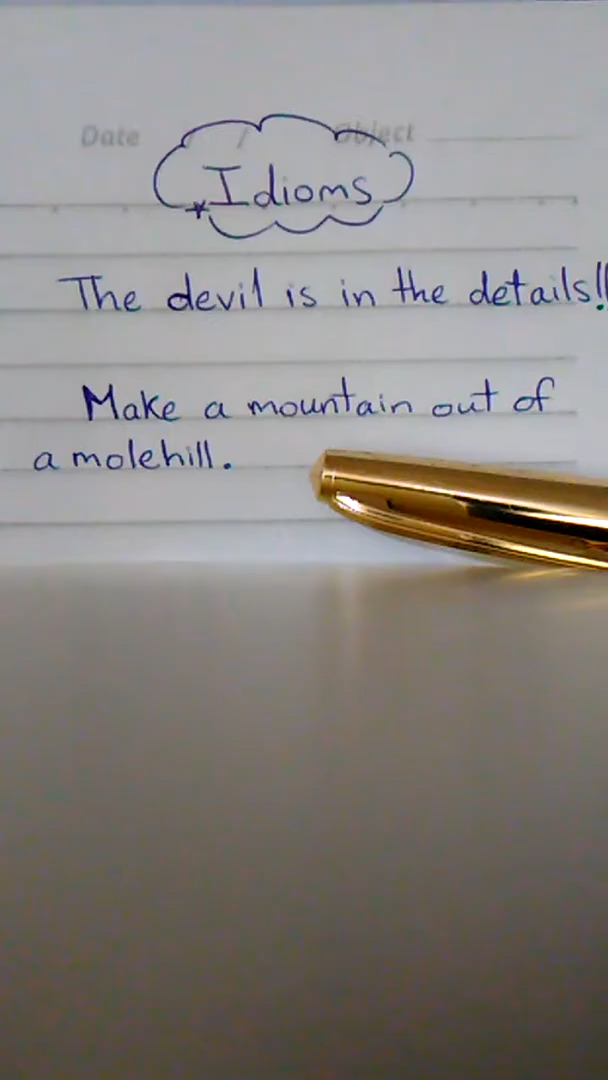 Date / / Object
Idioms
The devil is in the details!!
Make a mountain out of
a molehill.